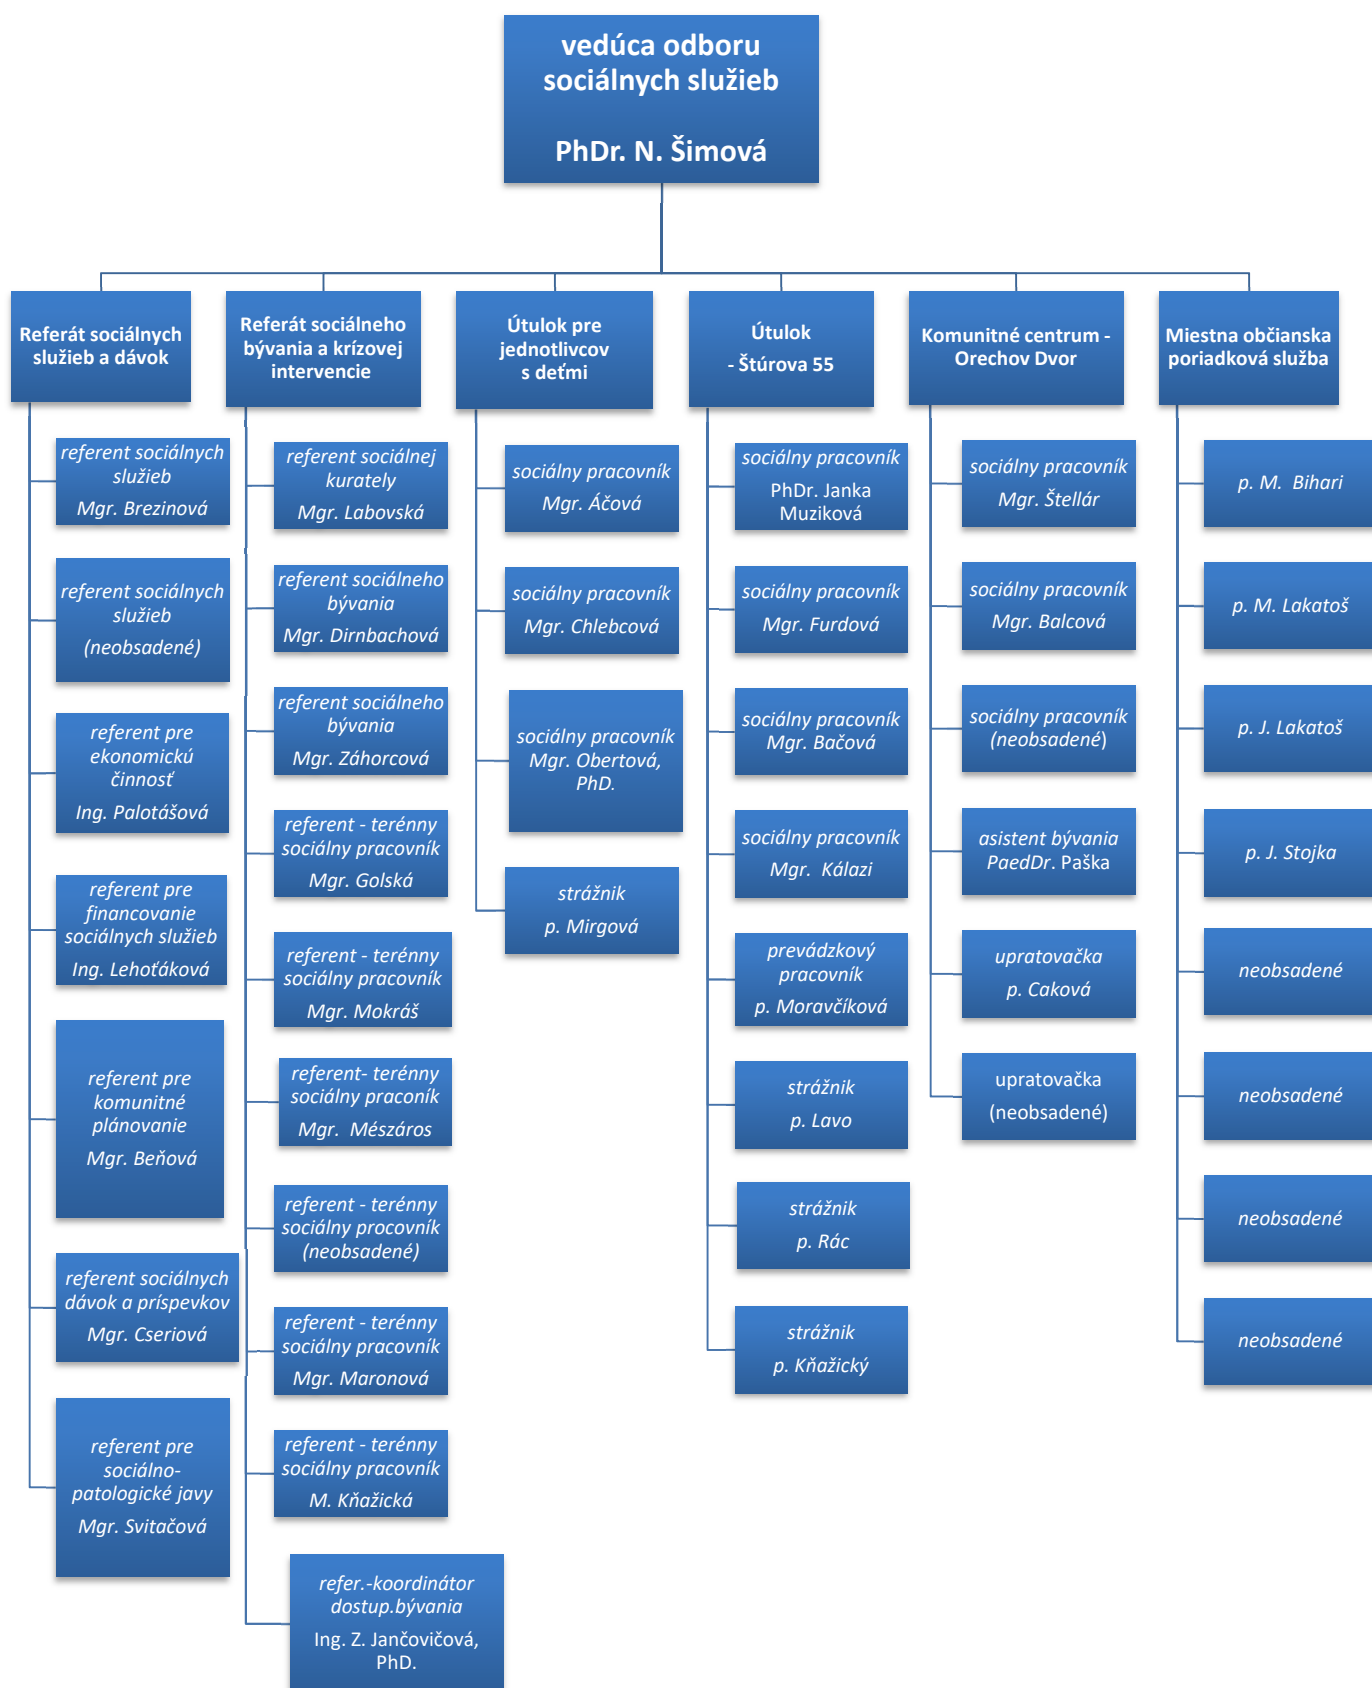 vedúca odboru
sociálnych služieb
PhDr. N. Šimová
Referát sociálnych
služieb a dávok
referent sociálnych
služieb
Mgr. Brezinová
referent sociálnych
služieb
(neobsadené)
referent pre
ekonomickú
činnosť
Ing. Palotášová
referent pre
financovanie
sociálnych služieb
Ing. Lehoťáková
referent pre
komunitné
plánovanie
Mgr. Beňová
referent sociálnych
dávok a príspevkov
Mgr. Cseriová
referent pre
sociálno-
patologické javy
Mgr. Svitačová
Referát sociálneho
bývania a krízovej
intervencie
referent sociálnej
kurately
Mgr. Labovská
referent sociálneho
bývania
Mgr. Dirnbachová
referent sociálneho
bývania
Mgr. Záhorcová
referent - terénny
sociálny pracovník
Mgr. Golská
referent - terénny
sociálny pracovník
Mgr. Mokráš
referent- terénny
sociálny praconík
Mgr.  Mészáros
referent - terénny
sociálny procovník
(neobsadené)
referent - terénny
sociálny pracovník
Mgr. Maronová
referent - terénny
sociálny pracovník
M. Kňažická
refer.-koordinátor
dostup.bývania
Ing. Z. Jančovičová,
PhD.
Útulok pre
jednotlivcov
s deťmi
sociálny pracovník
Mgr. Áčová
sociálny pracovník
Mgr. Chlebcová
sociálny pracovník
Mgr. Obertová,
PhD.
strážnik
p. Mirgová
Útulok
- Štúrova 55
sociálny pracovník
PhDr. Janka
Muziková
sociálny pracovník
Mgr. Furdová
sociálny pracovník
Mgr. Bačová
sociálny pracovník
Mgr.  Kálazi
prevádzkový
pracovník
p. Moravčíková
strážnik
p. Lavo
strážnik
p. Rác
strážnik
p. Kňažický
Komunitné centrum -
Orechov Dvor
sociálny pracovník
Mgr. Štellár
sociálny pracovník
Mgr. Balcová
sociálny pracovník
(neobsadené)
asistent bývania
PaedDr. Paška
upratovačka
p. Caková
upratovačka
(neobsadené)
Miestna občianska
poriadková služba
p. M.  Bihari
p. M. Lakatoš
p. J. Lakatoš
p. J. Stojka
neobsadené
neobsadené
neobsadené
neobsadené